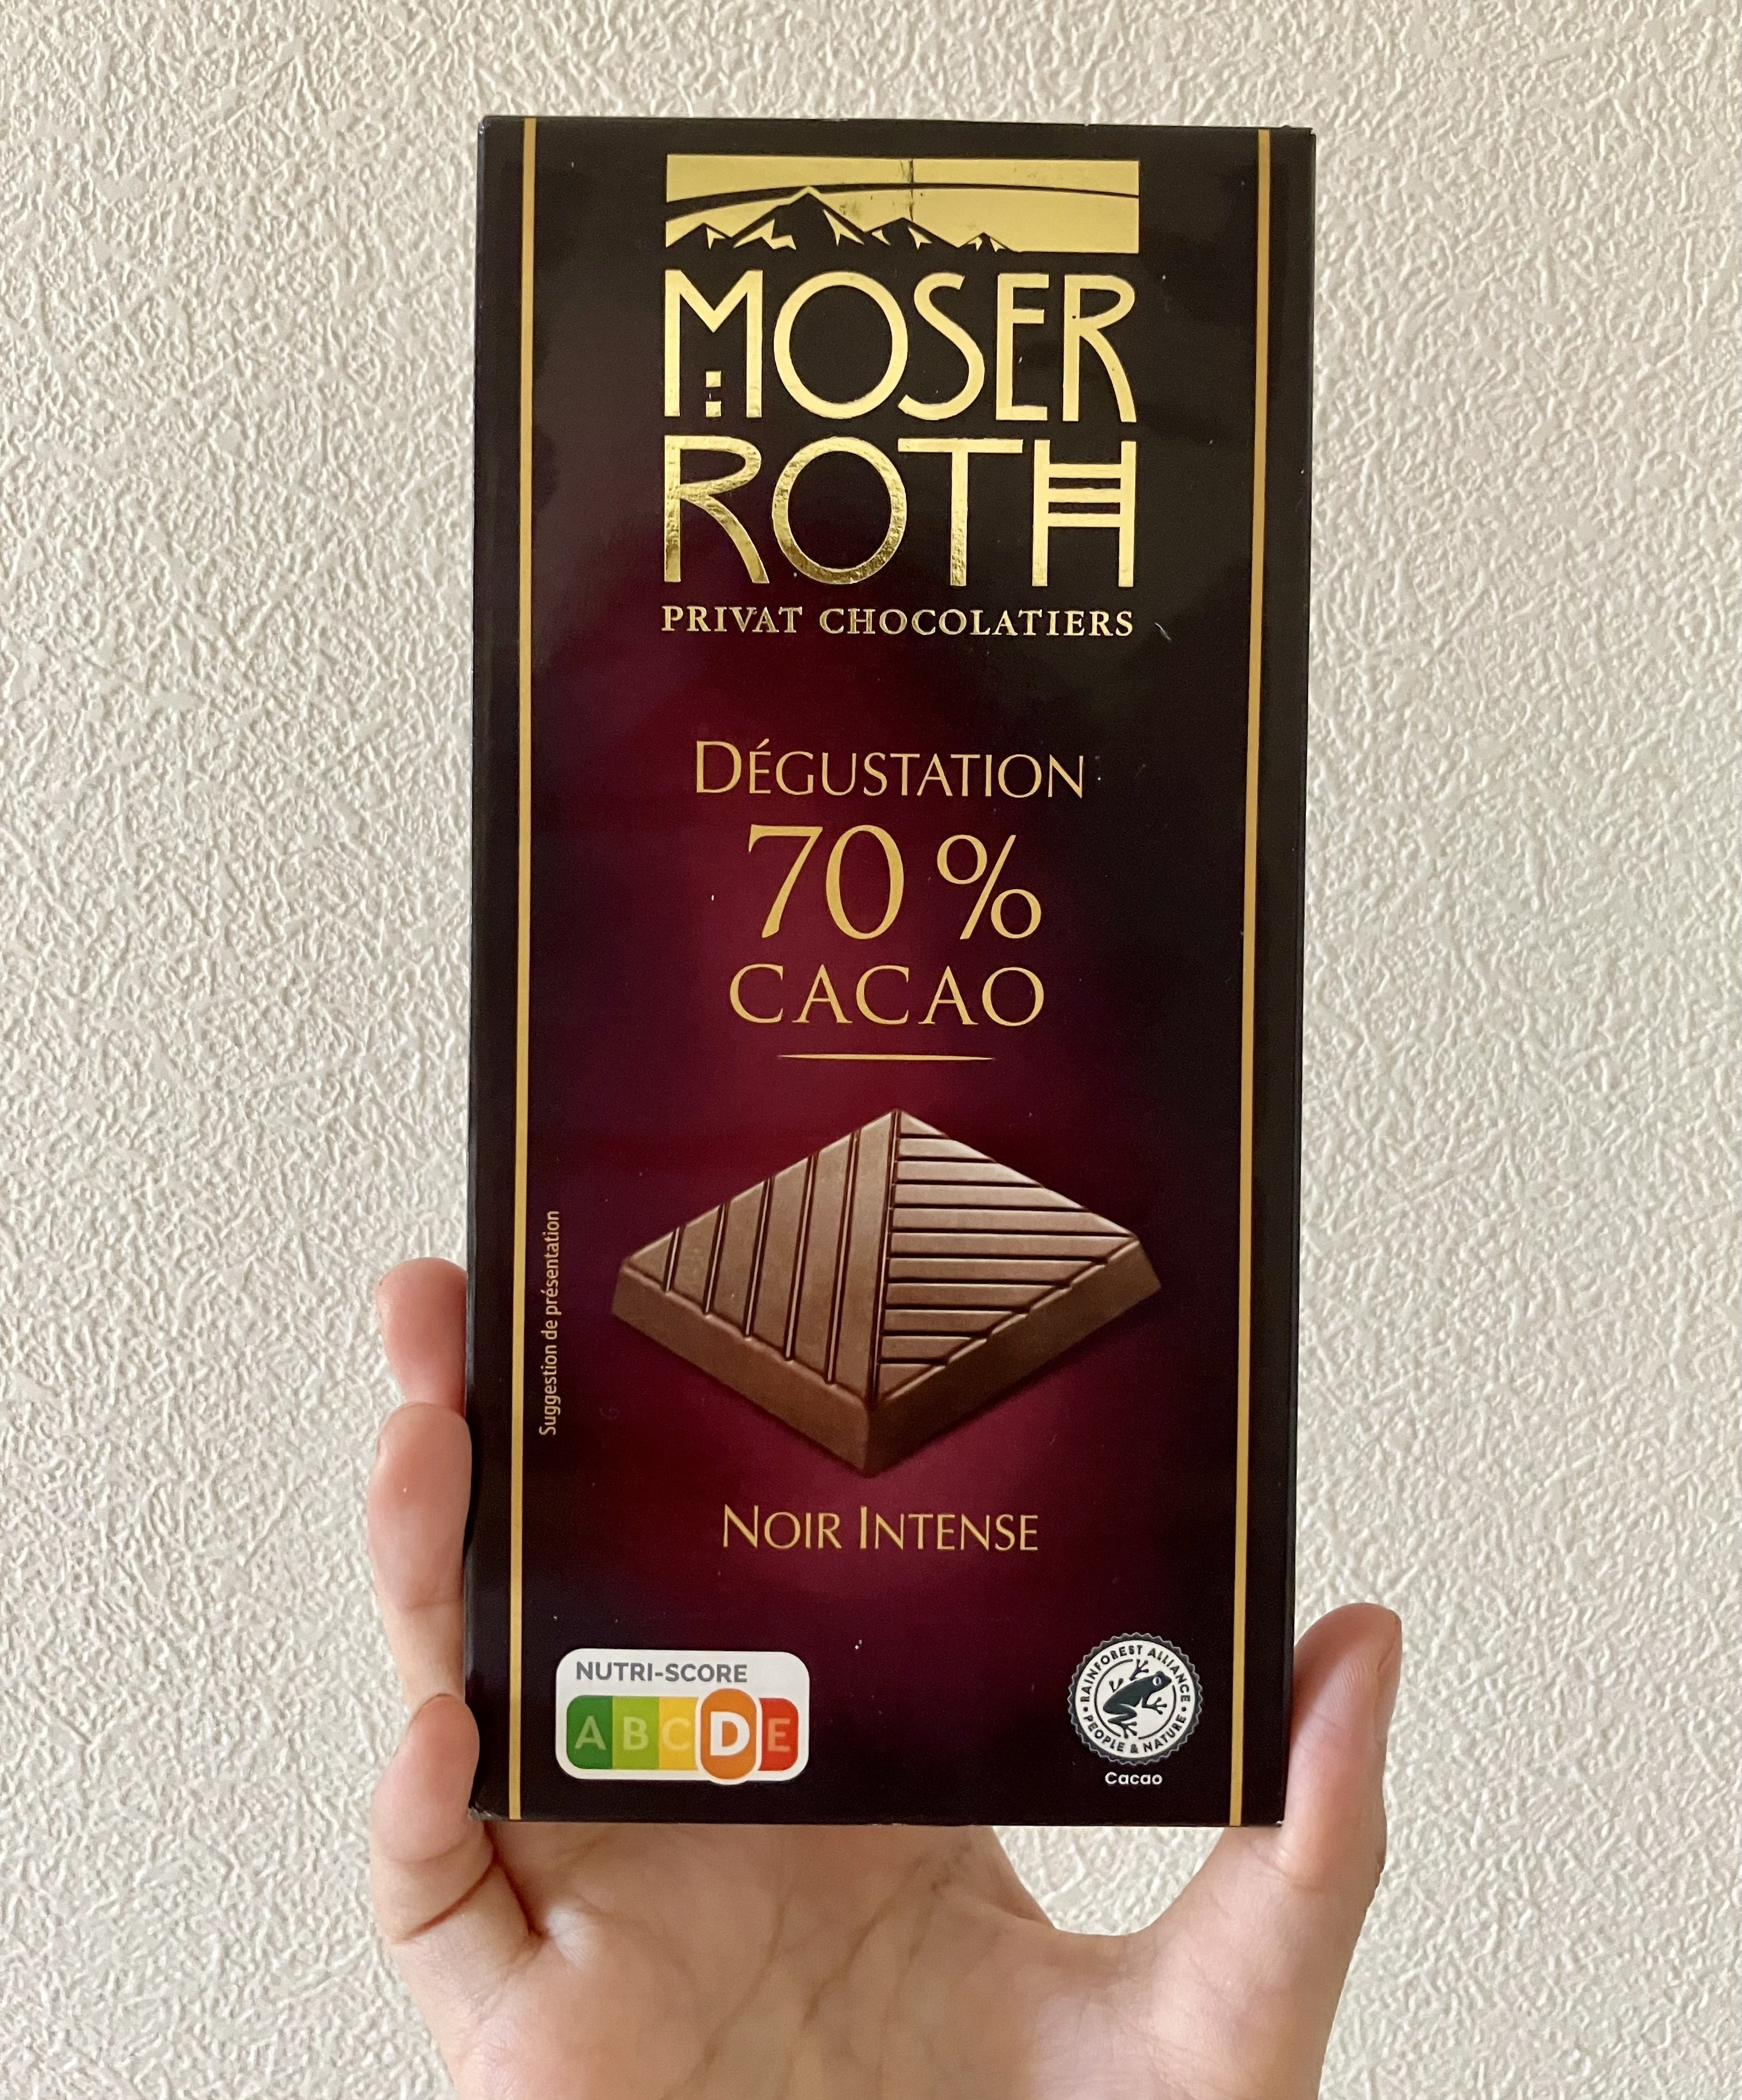 MOSER
ROTH
PRIVAT CHOCOLATIERS
DÉGUSTATION
70 %
CACAO
Suggestion de présentation
NOIR INTENSE
NUTRI-SCORE
A B C D E
RAINFOREST ALLIANCE
PEOPLE & NATURE
Cacao